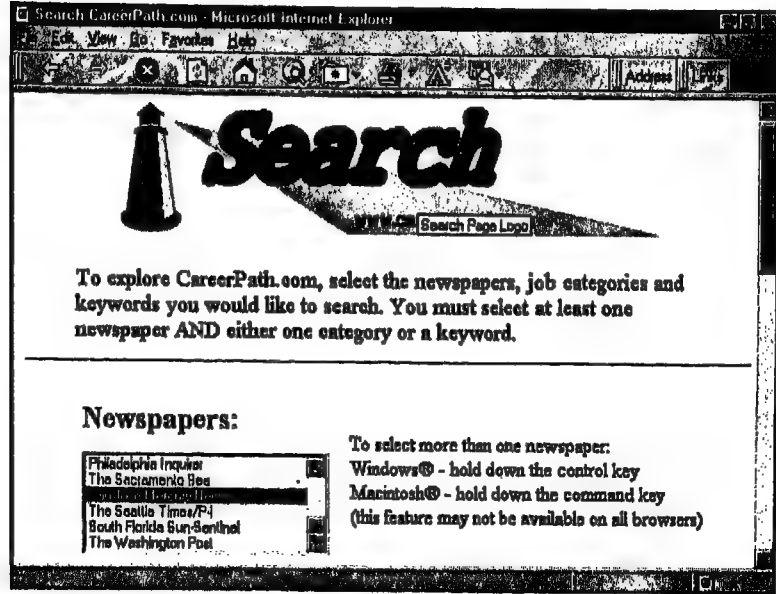 Search CareerPath.com - Microsoft Internet Explorer
File Edit View Go Favorites Help
Address Links
Search
Search Page Logo
To explore CareerPath.com, select the newspapers, job categories and
keywords you would like to search. You must select at least one
newspaper AND either one category or a keyword.
Newspapers:
Philadelphia Inquirer
The Sacramento Bee
The Seattle Times/P-I
South Florida Sun-Sentinel
The Washington Post
To select more than one newspaper:
Windows® - hold down the control key
Macintosh® - hold down the command key
(this feature may not be available on all browsers)